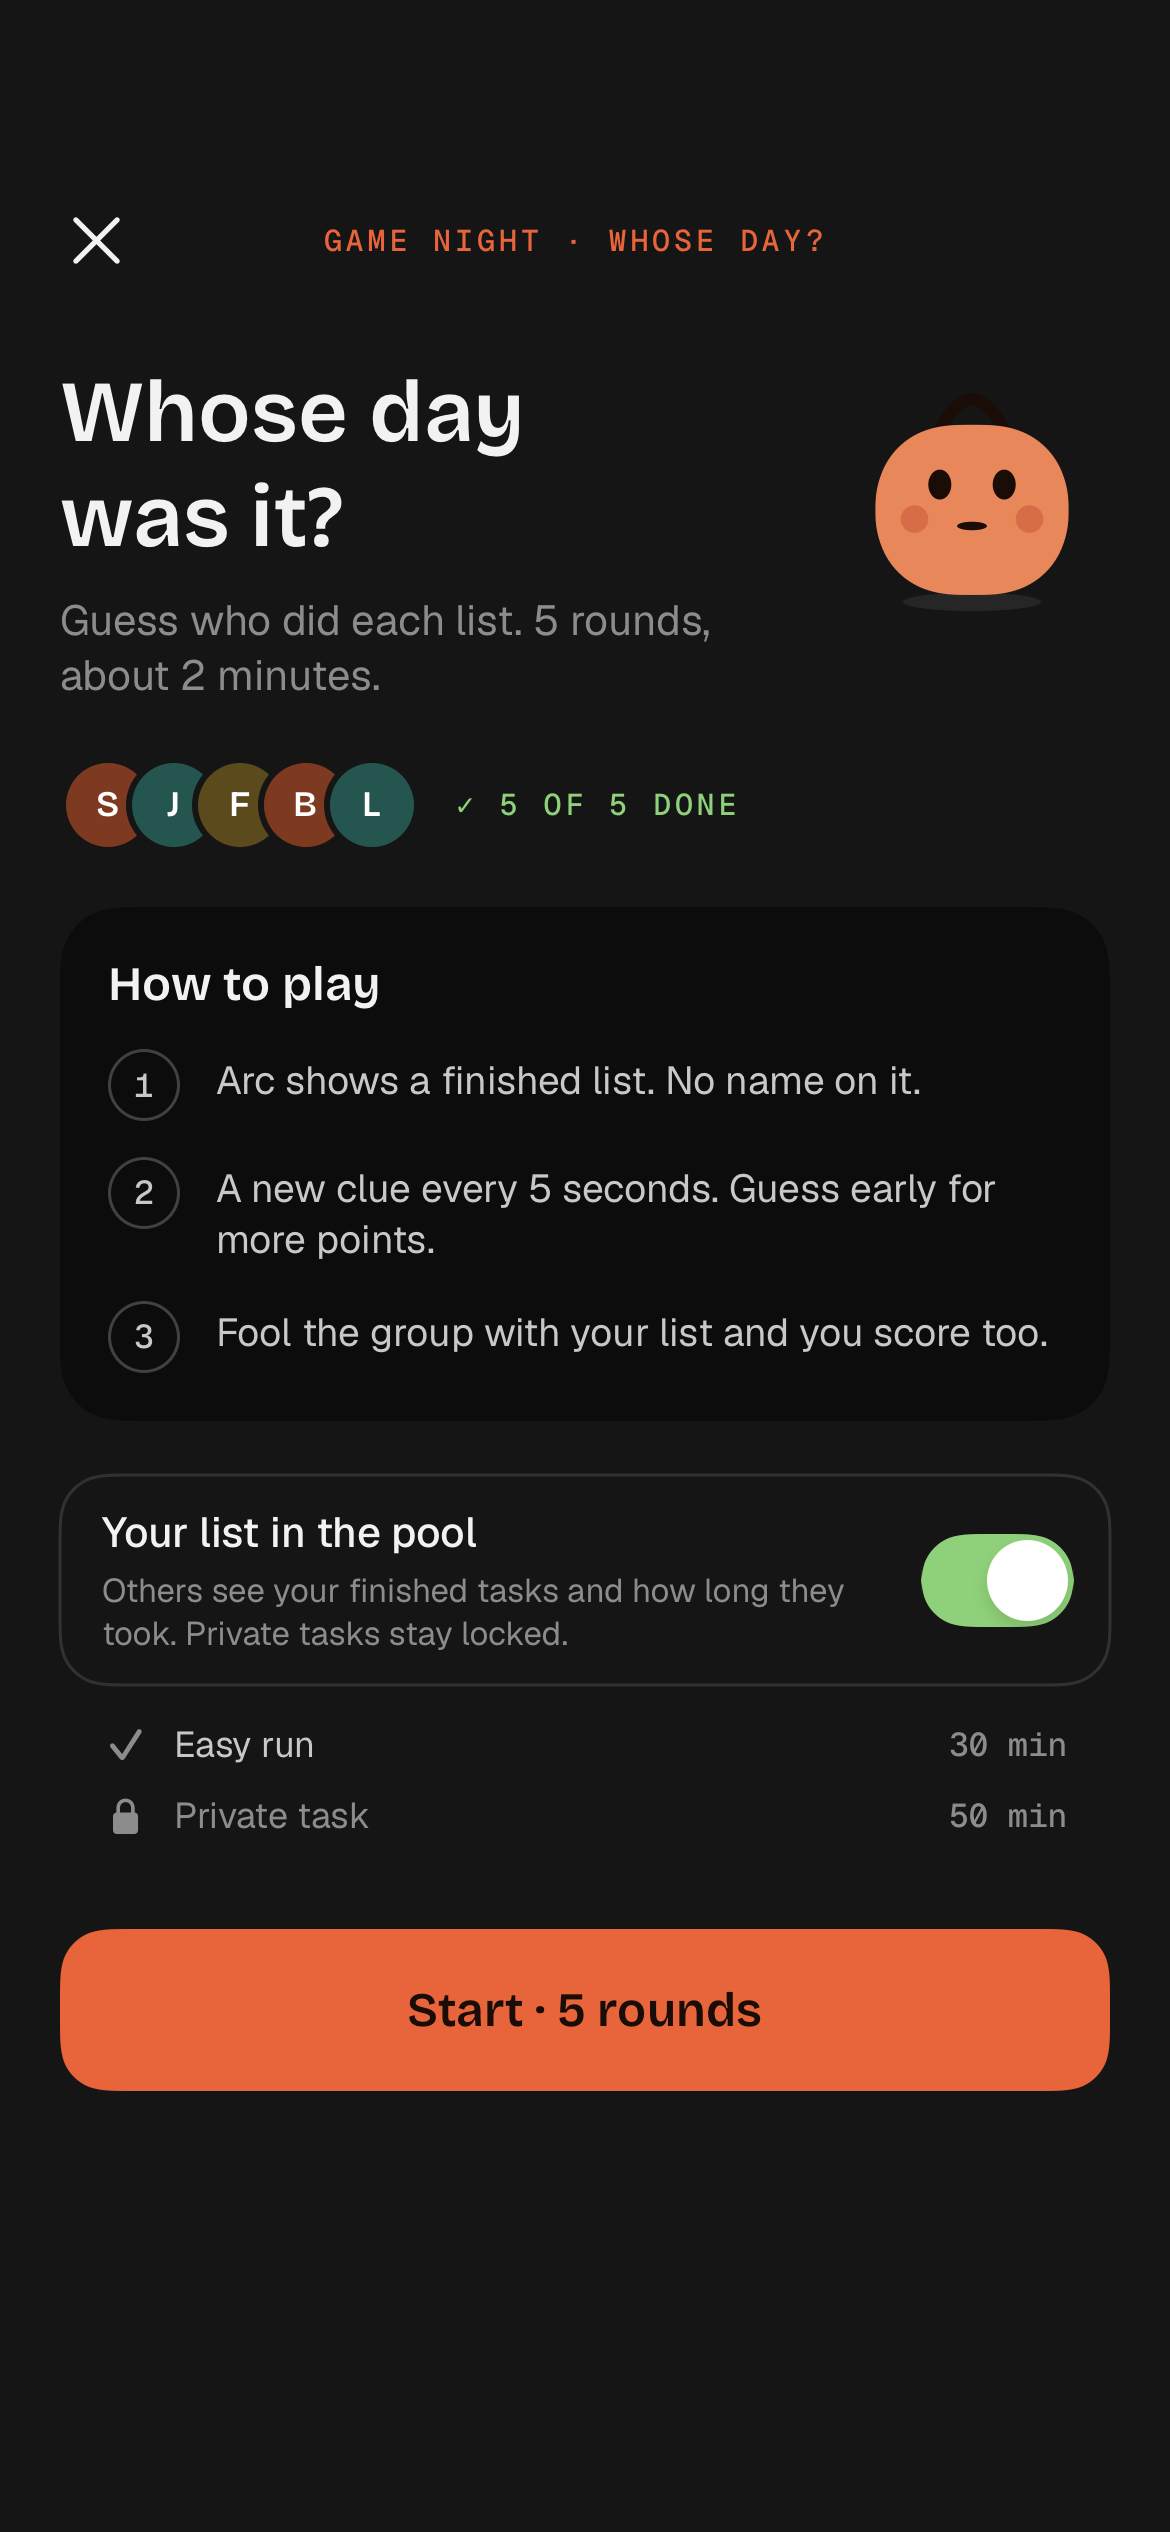 GAME NIGHT · WHOSE DAY?
Whose day
was it?
Guess who did each list. 5 rounds,
about 2 minutes.
S J F B L ✓ 5 OF 5 DONE
How to play
1 Arc shows a finished list. No name on it.
2 A new clue every 5 seconds. Guess early for
more points.
3 Fool the group with your list and you score too.
Your list in the pool
Others see your finished tasks and how long they
took. Private tasks stay locked.
Easy run 30 min
Private task 50 min
Start · 5 rounds